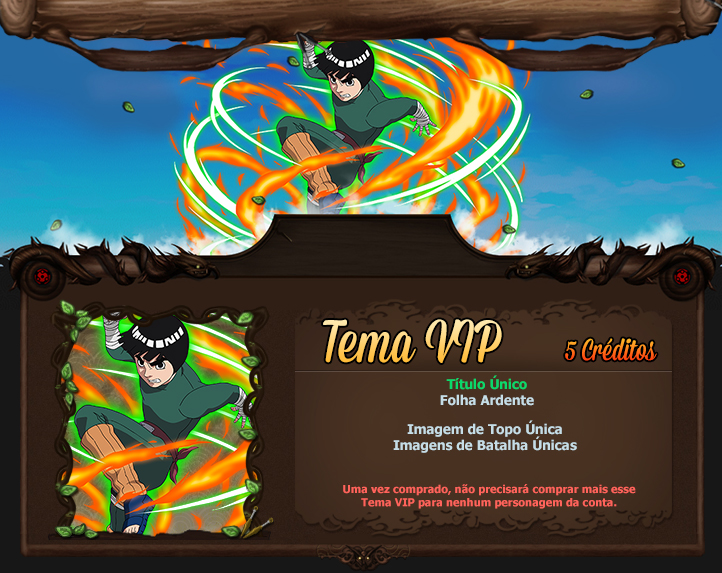 Tema VIP
5 Créditos
Título Único
Folha Ardente
Imagem de Topo Única
Imagens de Batalha Únicas
Uma vez comprado, não precisará comprar mais esse
Tema VIP para nenhum personagem da conta.